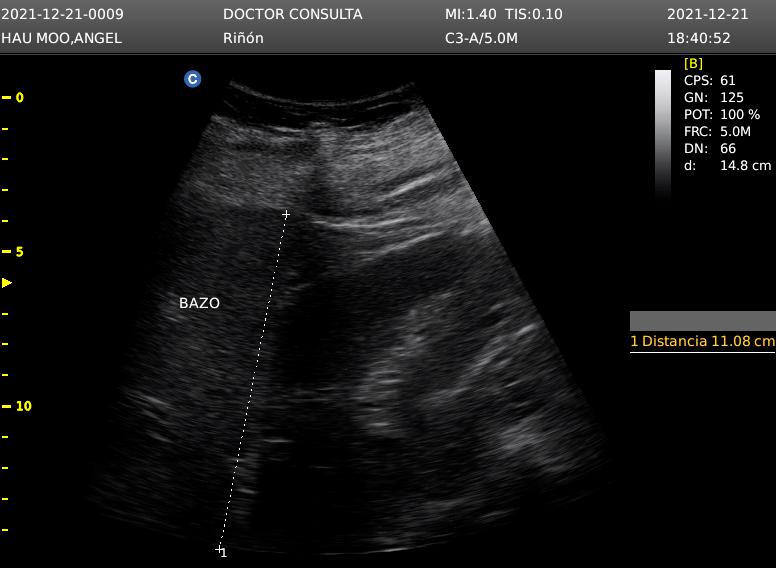 2021-12-21-0009 DOCTOR CONSULTA MI:1.40 TIS:0.10 2021-12-21
HAU MOO,ANGEL Riñón C3-A/5.0M 18:40:52
C
[B]
CPS: 61
GN: 125
POT: 100 %
FRC: 5.0M
DN: 66
d: 14.8 cm
0
5
10
BAZO
1 Distancia 11.08 cm
1